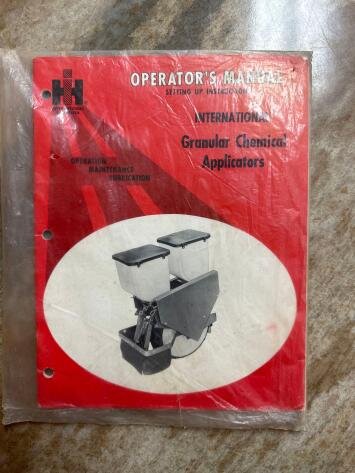 OPERATOR'S MANUAL
SETTING UP INSTRUCTIONS
INTERNATIONAL
Granular Chemical
Applicators
OPERATION
MAINTENANCE
LUBRICATION